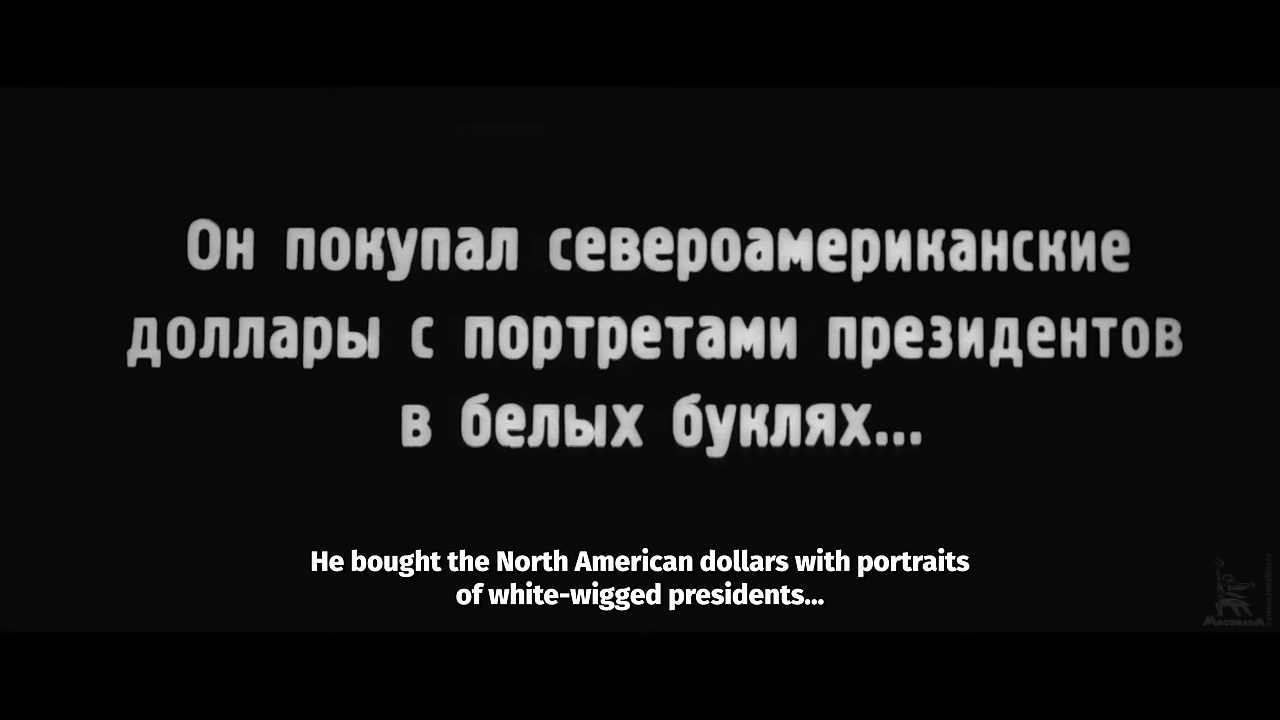 Он покупал североамериканские
доллары с портретами президентов
в белых буклях...
He bought the North American dollars with portraits
of white-wigged presidents...
Мосфильм